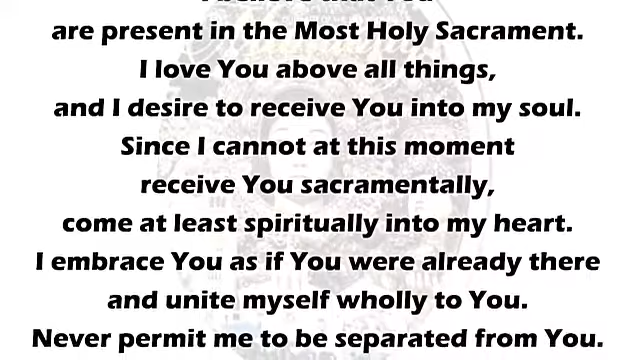 I believe that You
are present in the Most Holy Sacrament.
I love You above all things,
and I desire to receive You into my soul.
Since I cannot at this moment
receive You sacramentally,
come at least spiritually into my heart.
I embrace You as if You were already there
and unite myself wholly to You.
Never permit me to be separated from You.